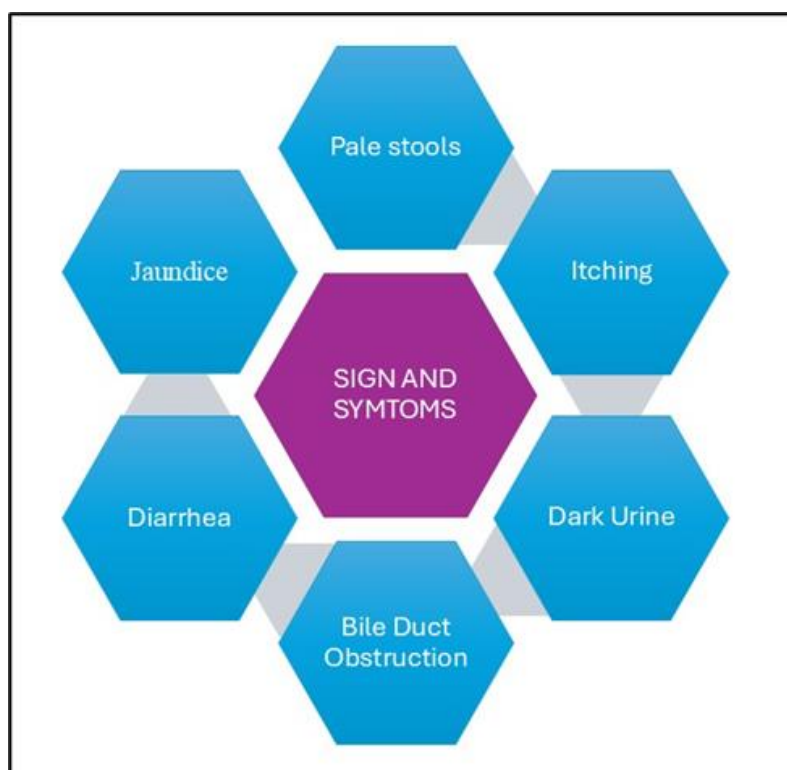 Pale stools
Jaundice
Itching
SIGN AND
SYMTOMS
Diarrhea
Dark Urine
Bile Duct
Obstruction